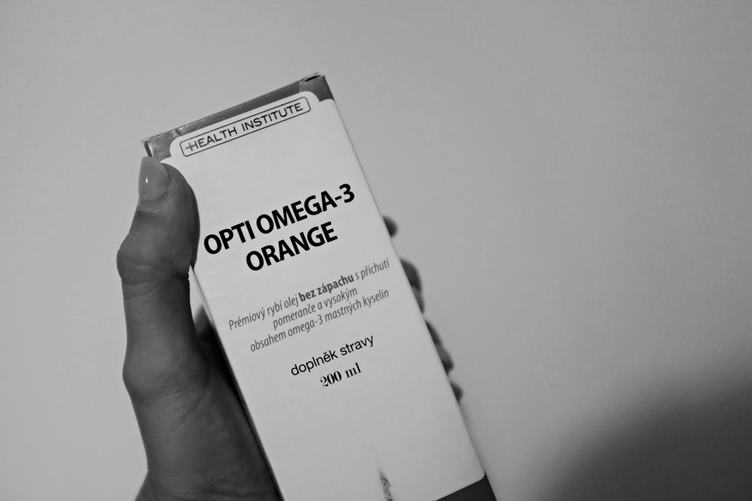 HEALTH INSTITUTE
OPTI OMEGA-3
ORANGE
Prémiový rybí olej bez zápachu s příchutí
pomeranče a vysokým
obsahem omega-3 mastných kyselin
doplněk stravy
200 ml